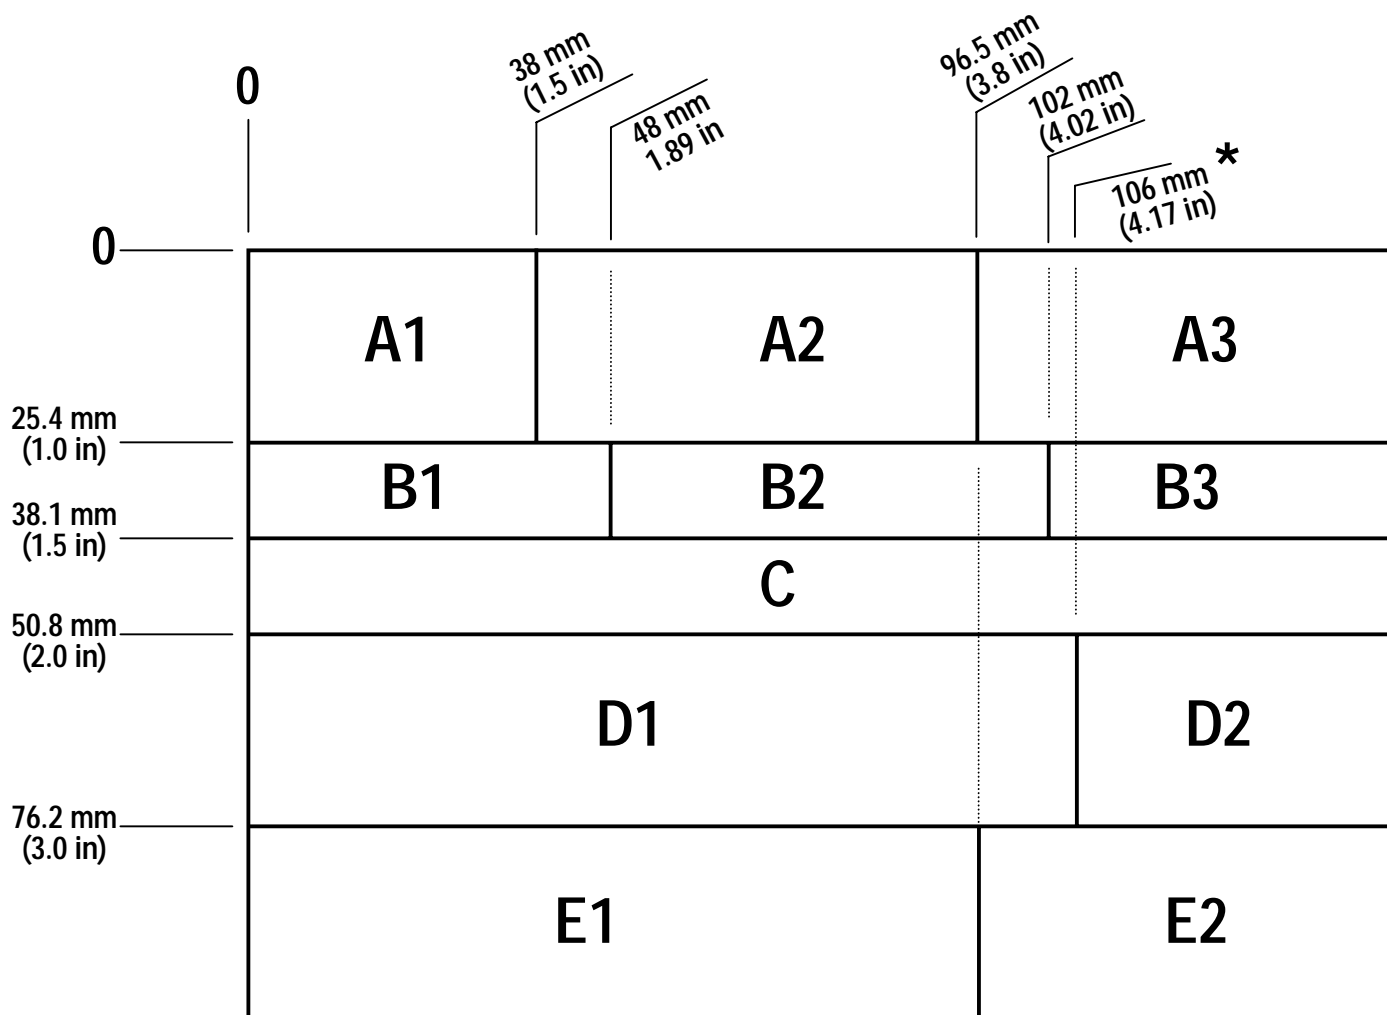 0
38 mm
(1.5 in)
48 mm
1.89 in
96.5 mm
(3.8 in)
102 mm
(4.02 in)
106 mm *
(4.17 in)
0
A1 A2 A3
25.4 mm
(1.0 in)
B1 B2 B3
38.1 mm
(1.5 in)
C
50.8 mm
(2.0 in)
D1 D2
76.2 mm
(3.0 in)
E1 E2